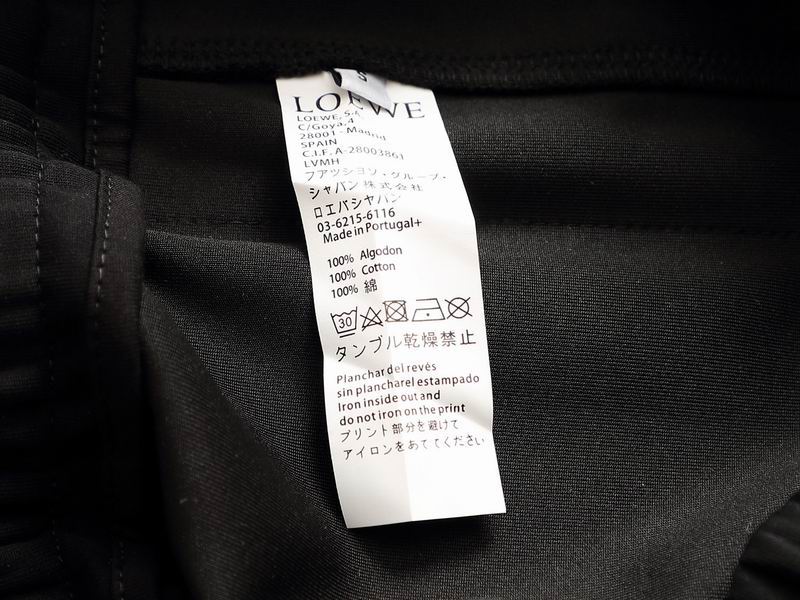 S
LOEWE
LOEWE, S.A
C/Goya, 4
28001 - Madrid
SPAIN
C.I.F. A-28003861
LVMH
ファツション・グループ・
ジャパン株式会社
ロエバジャパン
03-6215-6116
Made in Portugal+
100% Algodon
100% Cotton
100% 綿
30
タンブル乾燥禁止
Planchar del revés
sin planchar el estampado
Iron inside out and
do not iron on the print
プリント部分を避けて
アイロンをあててください